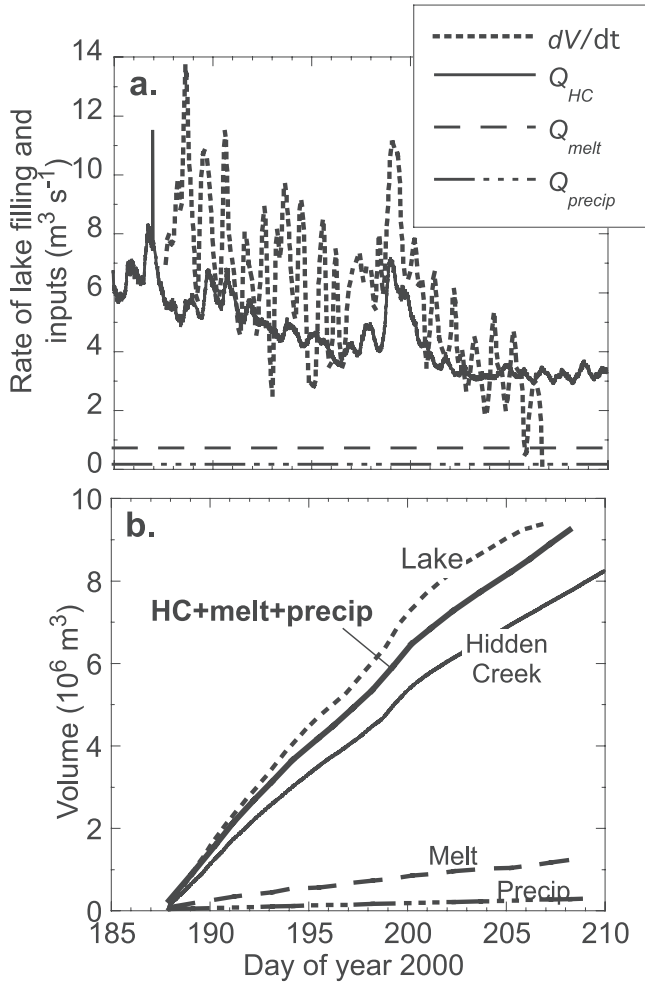 dV/dt
Q_HC
Q_melt
Q_precip
a.
14
12
10
8
6
4
2
0
Rate of lake filling and
inputs (m³ s⁻¹)
b.
10
8
6
4
2
0
Volume (10⁶ m³)
Lake
HC+melt+precip
Hidden
Creek
Melt
Precip
185 190 195 200 205 210
Day of year 2000